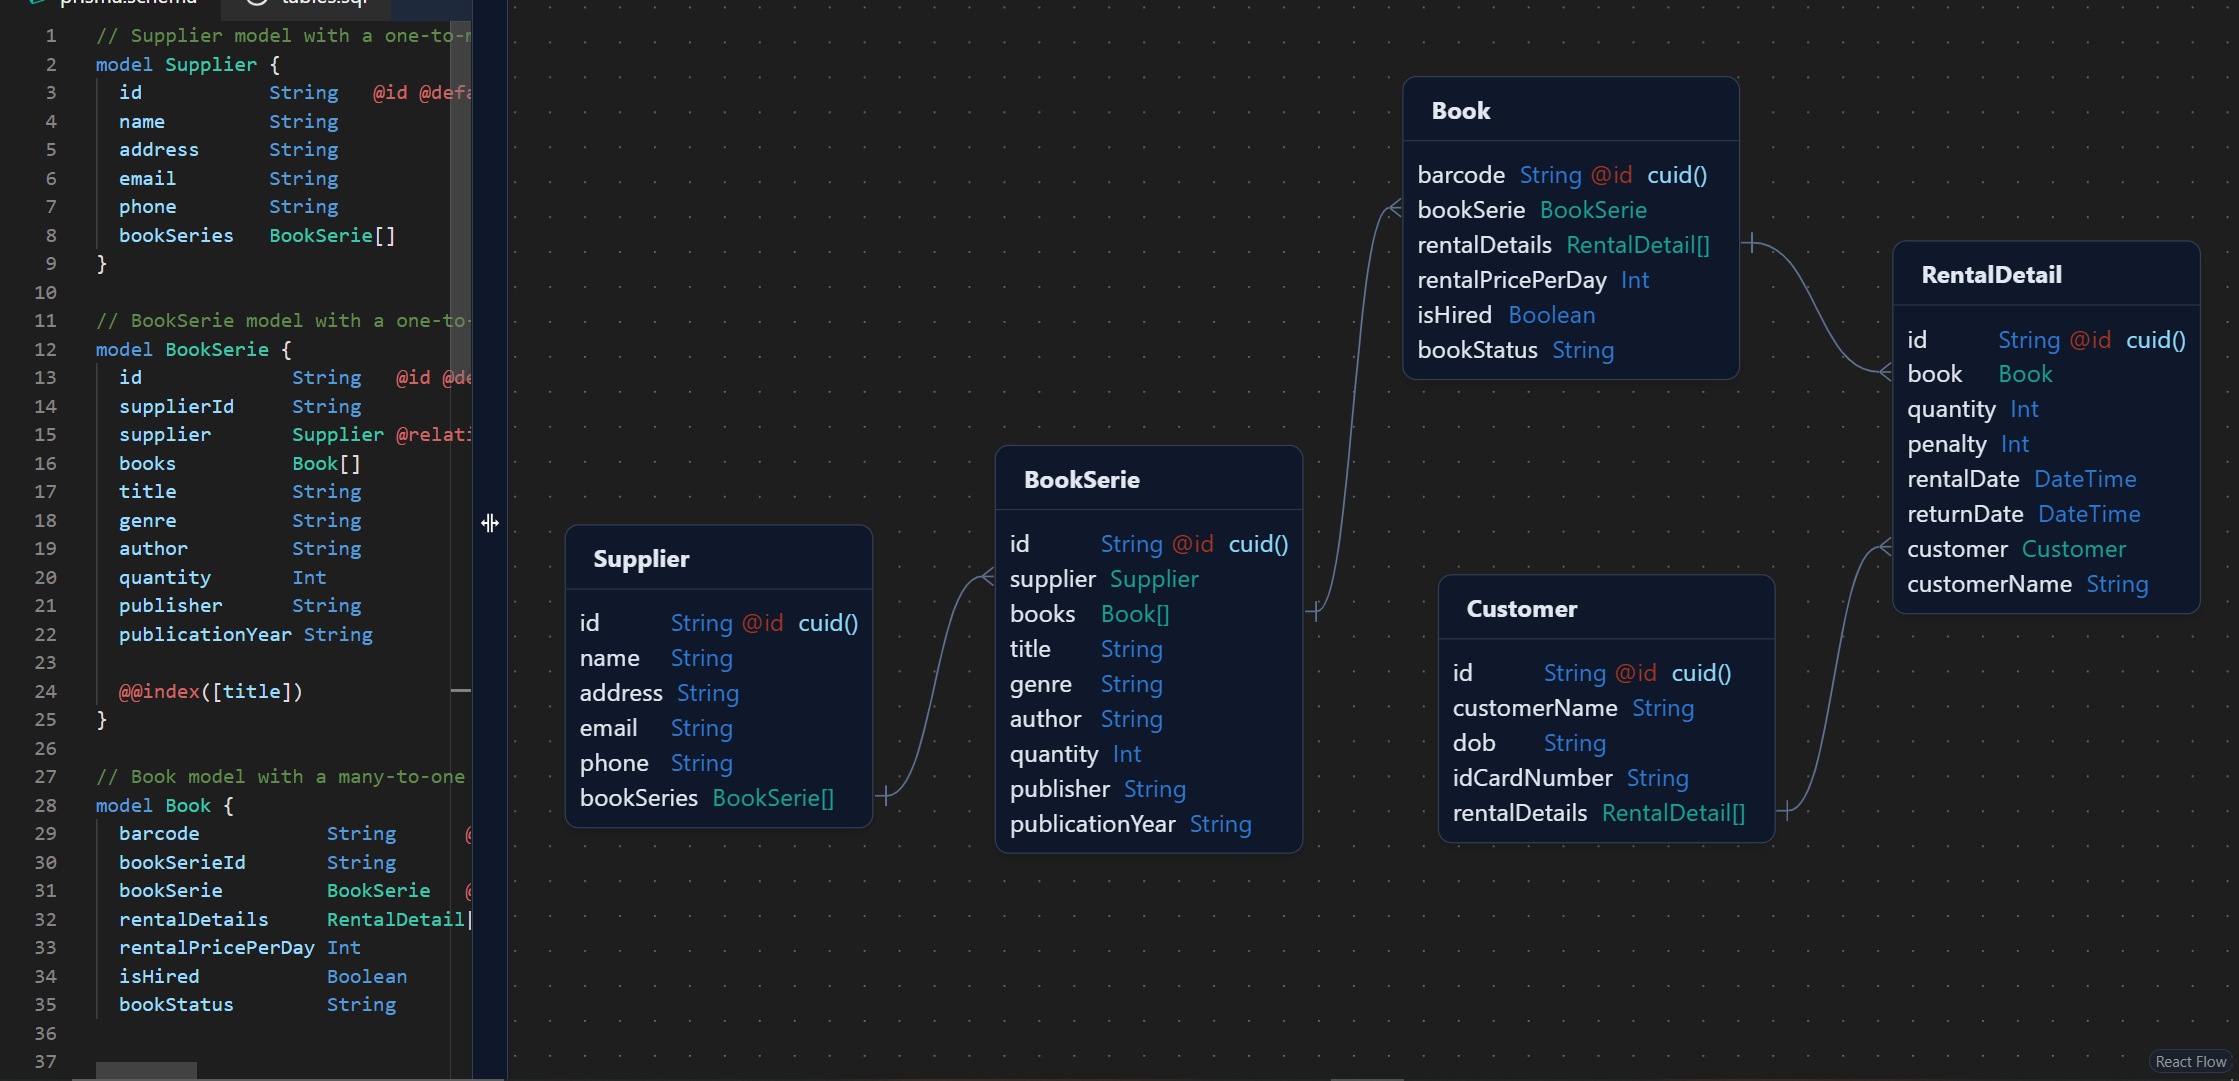 prisma.schema tables.sql
1 // Supplier model with a one-to-
2 model Supplier {
3 id String @id @defa
4 name String
5 address String
6 email String
7 phone String
8 bookSeries BookSerie[]
9 }
10
11 // BookSerie model with a one-to-
12 model BookSerie {
13 id String @id @de
14 supplierId String
15 supplier Supplier @relati
16 books Book[]
17 title String
18 genre String
19 author String
20 quantity Int
21 publisher String
22 publicationYear String
23
24 @@index([title])
25 }
26
27 // Book model with a many-to-one
28 model Book {
29 barcode String @
30 bookSerieId String
31 bookSerie BookSerie @
32 rentalDetails RentalDetail[
33 rentalPricePerDay Int
34 isHired Boolean
35 bookStatus String
36
37
Supplier
id String @id cuid()
name String
address String
email String
phone String
bookSeries BookSerie[]
BookSerie
id String @id cuid()
supplier Supplier
books Book[]
title String
genre String
author String
quantity Int
publisher String
publicationYear String
Book
barcode String @id cuid()
bookSerie BookSerie
rentalDetails RentalDetail[]
rentalPricePerDay Int
isHired Boolean
bookStatus String
Customer
id String @id cuid()
customerName String
dob String
idCardNumber String
rentalDetails RentalDetail[]
RentalDetail
id String @id cuid()
book Book
quantity Int
penalty Int
rentalDate DateTime
returnDate DateTime
customer Customer
customerName String
React Flow